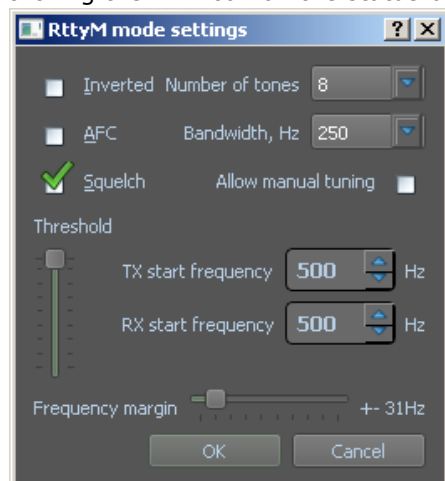 RttyM mode settings ? X
Inverted Number of tones 8
AFC Bandwidth, Hz 250
Squelch Allow manual tuning
Threshold
TX start frequency 500 Hz
RX start frequency 500 Hz
Frequency margin +- 31Hz
OK Cancel